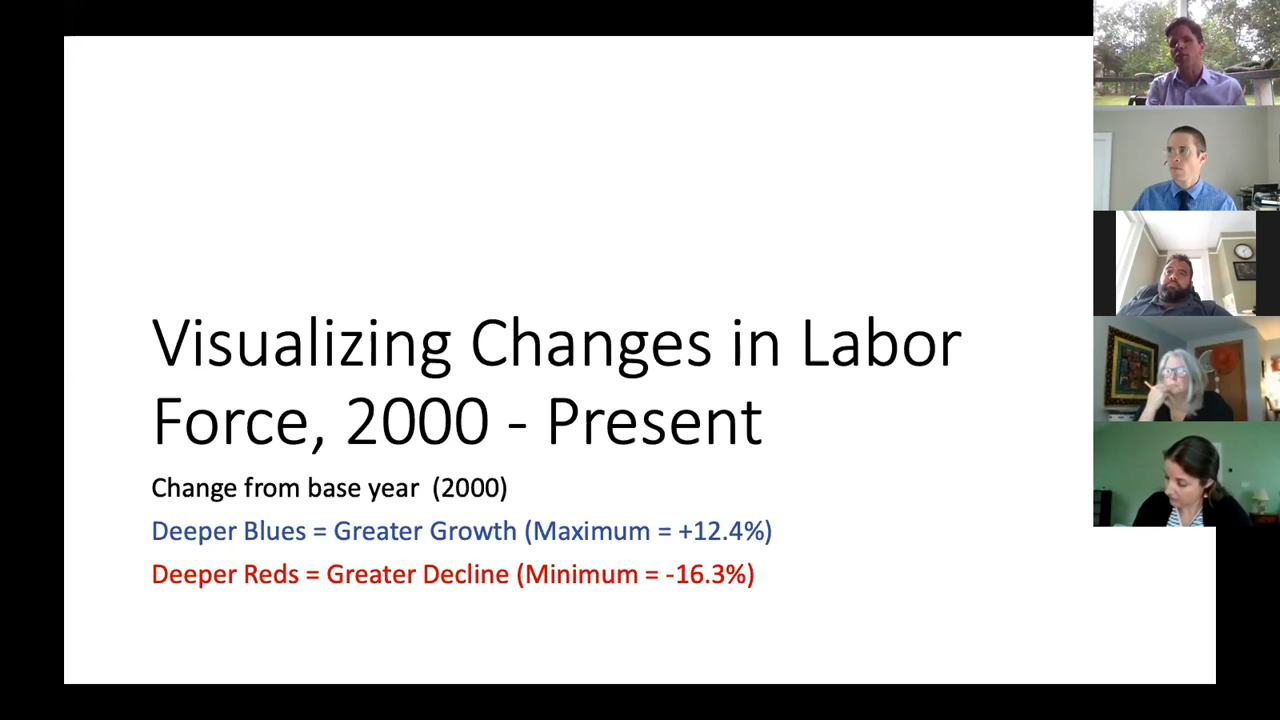 Visualizing Changes in Labor
Force, 2000 - Present
Change from base year (2000)
Deeper Blues = Greater Growth (Maximum = +12.4%)
Deeper Reds = Greater Decline (Minimum = -16.3%)